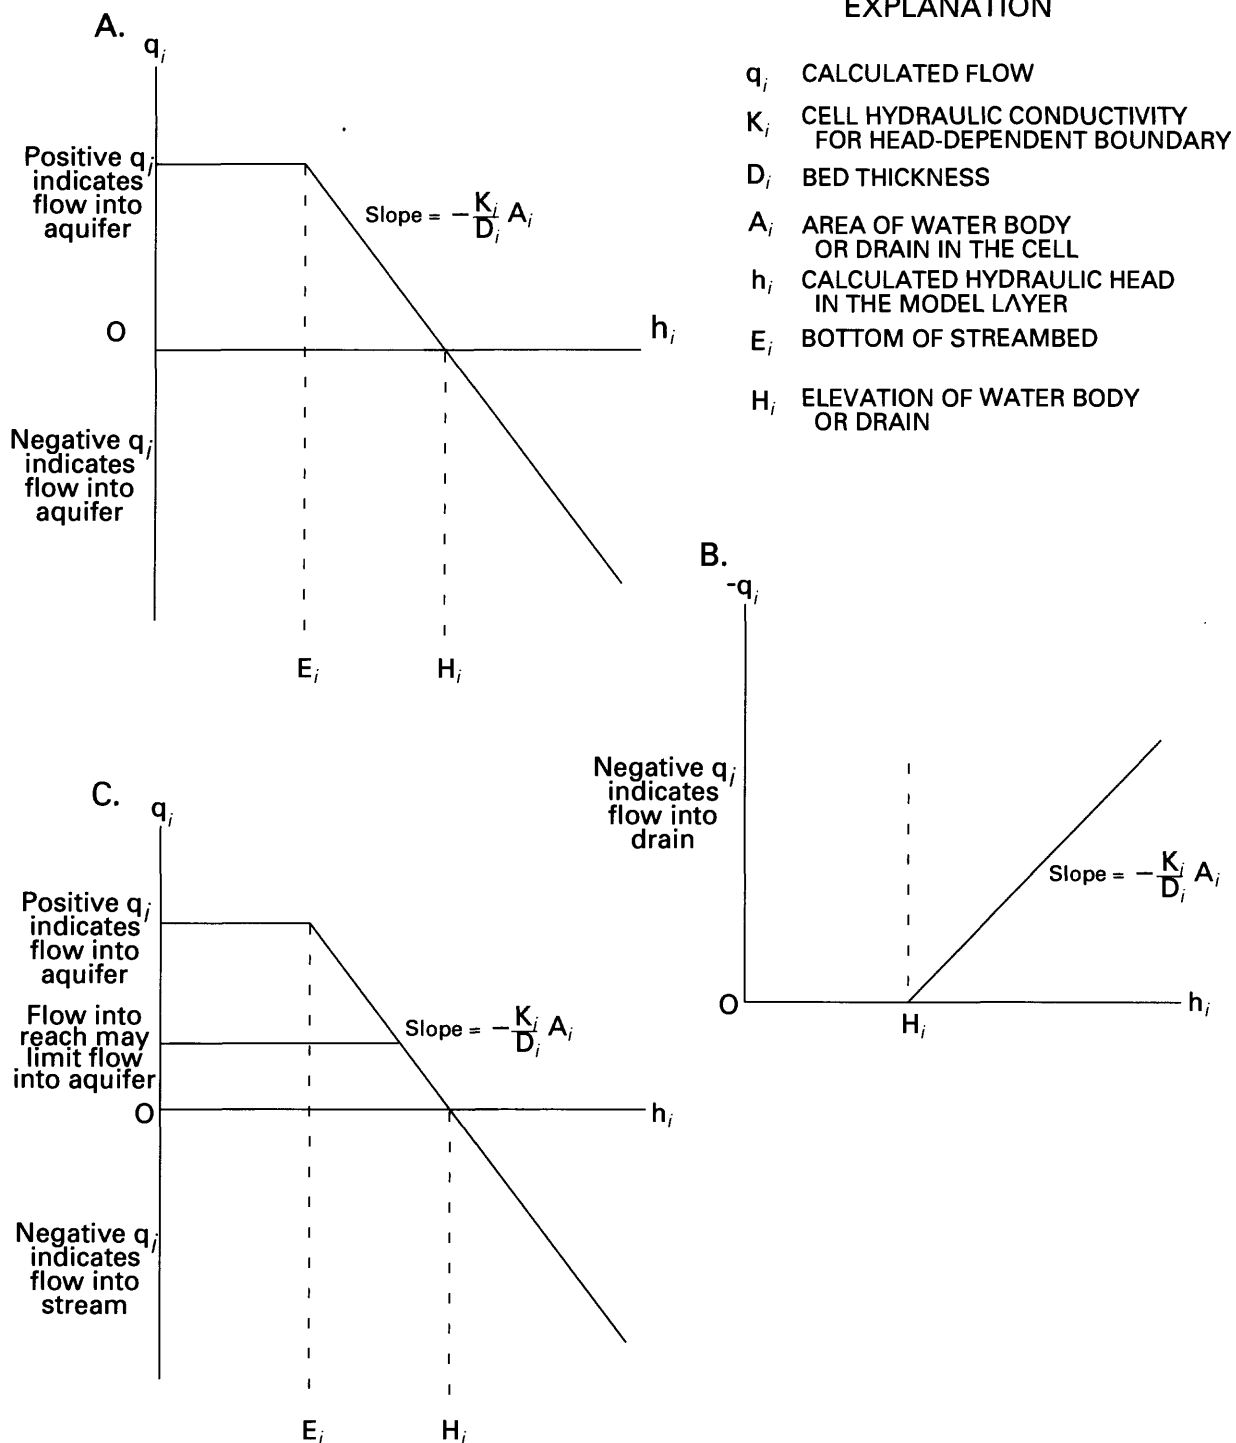 A.
qi
Positive qi
indicates
flow into
aquifer
Slope = - Ki/Di Ai
O
hi
Negative qi
indicates
flow into
aquifer
Ei
Hi
EXPLANATION
qi CALCULATED FLOW
Ki CELL HYDRAULIC CONDUCTIVITY
FOR HEAD-DEPENDENT BOUNDARY
Di BED THICKNESS
Ai AREA OF WATER BODY
OR DRAIN IN THE CELL
hi CALCULATED HYDRAULIC HEAD
IN THE MODEL LAYER
Ei BOTTOM OF STREAMBED
Hi ELEVATION OF WATER BODY
OR DRAIN
B.
-qi
Negative qi
indicates
flow into
drain
Slope = - Ki/Di Ai
O
hi
Hi
C.
qi
Positive qi
indicates
flow into
aquifer
Flow into
reach may
limit flow
into aquifer
Slope = - Ki/Di Ai
O
hi
Negative qi
indicates
flow into
stream
Ei
Hi